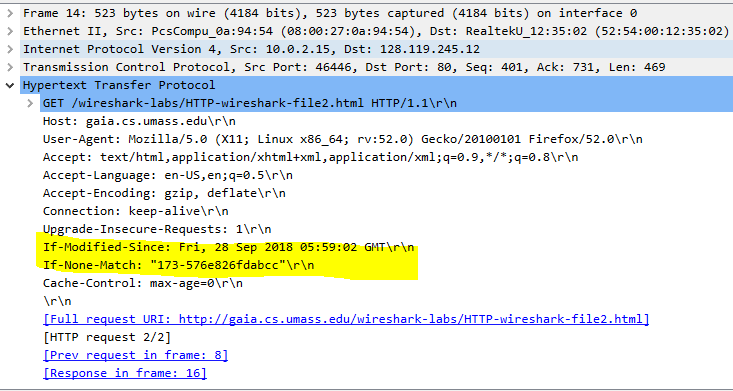 Frame 14: 523 bytes on wire (4184 bits), 523 bytes captured (4184 bits) on interface 0
Ethernet II, Src: PcsCompu_0a:94:54 (08:00:27:0a:94:54), Dst: RealtekU_12:35:02 (52:54:00:12:35:02)
Internet Protocol Version 4, Src: 10.0.2.15, Dst: 128.119.245.12
Transmission Control Protocol, Src Port: 46446, Dst Port: 80, Seq: 401, Ack: 731, Len: 469
Hypertext Transfer Protocol
GET /wireshark-labs/HTTP-wireshark-file2.html HTTP/1.1\r\n
Host: gaia.cs.umass.edu\r\n
User-Agent: Mozilla/5.0 (X11; Linux x86_64; rv:52.0) Gecko/20100101 Firefox/52.0\r\n
Accept: text/html,application/xhtml+xml,application/xml;q=0.9,*/*;q=0.8\r\n
Accept-Language: en-US,en;q=0.5\r\n
Accept-Encoding: gzip, deflate\r\n
Connection: keep-alive\r\n
Upgrade-Insecure-Requests: 1\r\n
If-Modified-Since: Fri, 28 Sep 2018 05:59:02 GMT\r\n
If-None-Match: "173-576e826fdabcc"\r\n
Cache-Control: max-age=0\r\n
\r\n
[Full request URI: http://gaia.cs.umass.edu/wireshark-labs/HTTP-wireshark-file2.html]
[HTTP request 2/2]
[Prev request in frame: 8]
[Response in frame: 16]